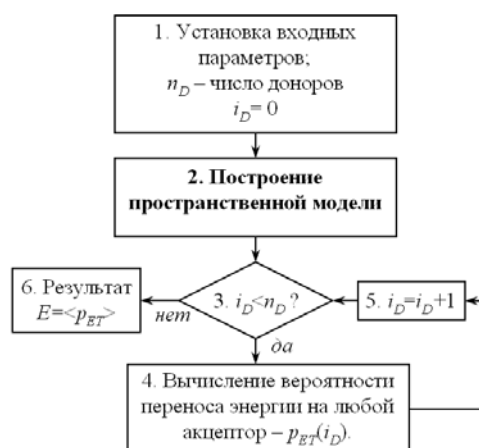 1. Установка входных
параметров;
n_D – число доноров
i_D= 0
2. Построение
пространственной модели
3. i_D<n_D ?
6. Результат
E=<p_ET>
нет
5. i_D=i_D+1
да
4. Вычисление вероятности
переноса энергии на любой
акцептор – p_ET(i_D).